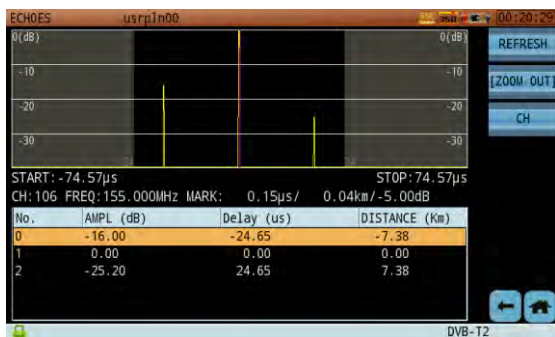 ECHOES usrpln00 75Ω 00:20:29
0(dB) 0(dB)
-10 -10
-20 -20
-30 -30
START:-74.57µs STOP:74.57µs
CH:106 FREQ:155.000MHz MARK: 0.15µs/ 0.04km/-5.00dB
No. AMPL (dB) Delay (us) DISTANCE (Km)
0 -16.00 -24.65 -7.38
1 0.00 0.00 0.00
2 -25.20 24.65 7.38
REFRESH
[ZOOM OUT]
CH
DVB-T2